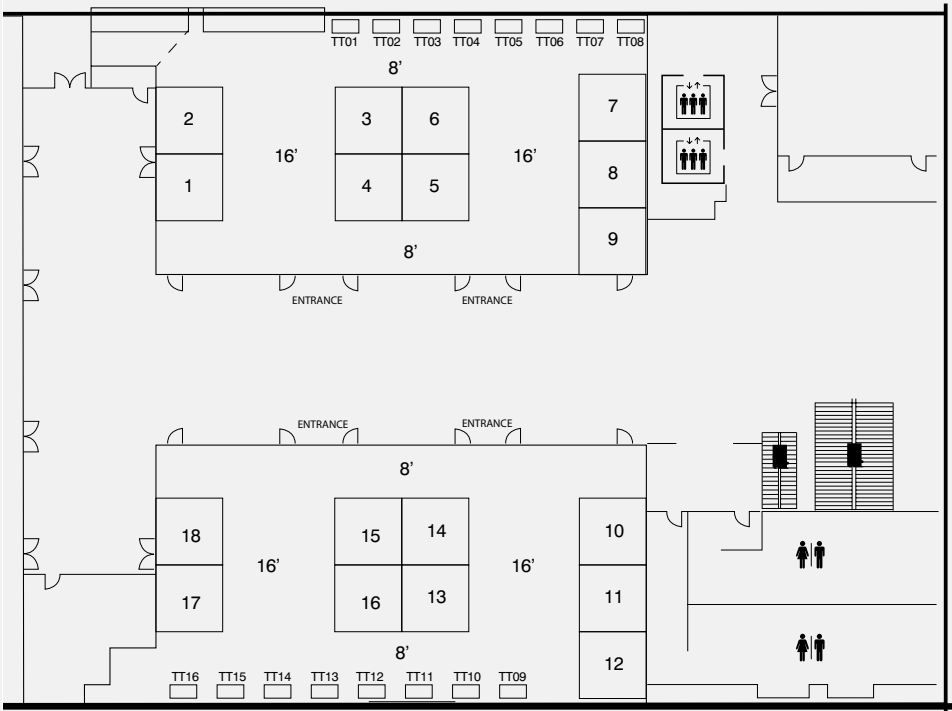 TT01 TT02 TT03 TT04 TT05 TT06 TT07 TT08
8’
2 3 6 7
16’ 16’
1 4 5 8
8’ 9
ENTRANCE ENTRANCE
ENTRANCE ENTRANCE
8’
18 15 14 10
16’ 16’
17 16 13 11
8’ 12
TT16 TT15 TT14 TT13 TT12 TT11 TT10 TT09